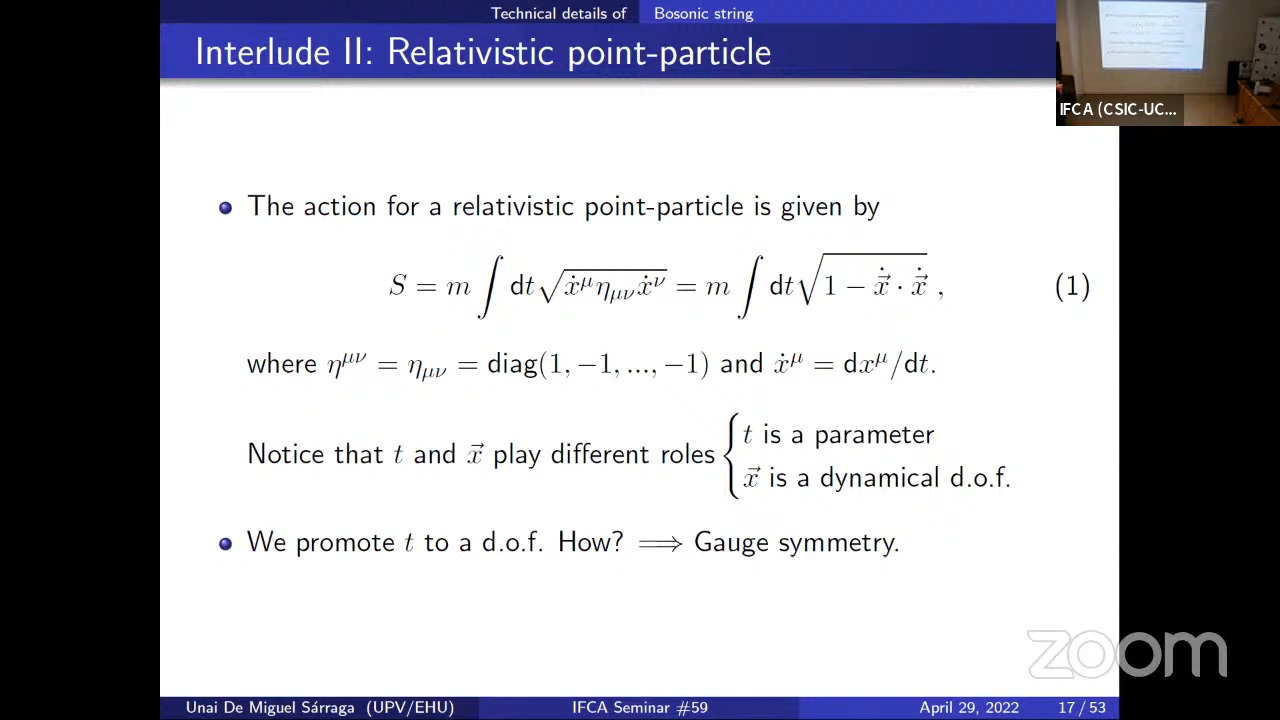 Technical details of Bosonic string
Interlude II: Relativistic point-particle
IFCA (CSIC-UC...
The action for a relativistic point-particle is given by
S = m ∫ dt √(ẋ^μ η_μν ẋ^ν) = m ∫ dt √(1 − ẋ⃗ · ẋ⃗) , (1)
where η^μν = η_μν = diag(1, −1, ..., −1) and ẋ^μ = dx^μ/dt.
Notice that t and x⃗ play different roles { t is a parameter
x⃗ is a dynamical d.o.f.
We promote t to a d.o.f. How? ⟹ Gauge symmetry.
zoom
Unai De Miguel Sárraga (UPV/EHU) IFCA Seminar #59 April 29, 2022 17 / 53